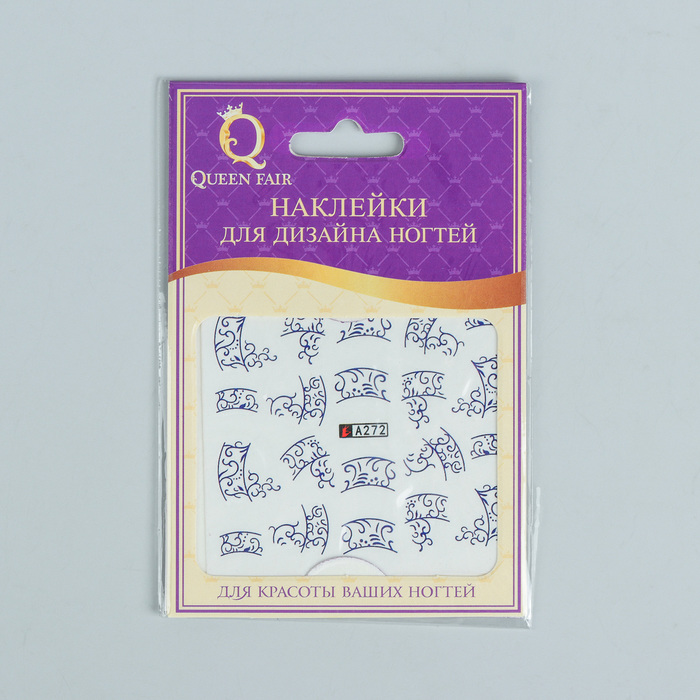 Q
QUEEN FAIR
НАКЛЕЙКИ
ДЛЯ ДИЗАЙНА НОГТЕЙ
A272
ДЛЯ КРАСОТЫ ВАШИХ НОГТЕЙ